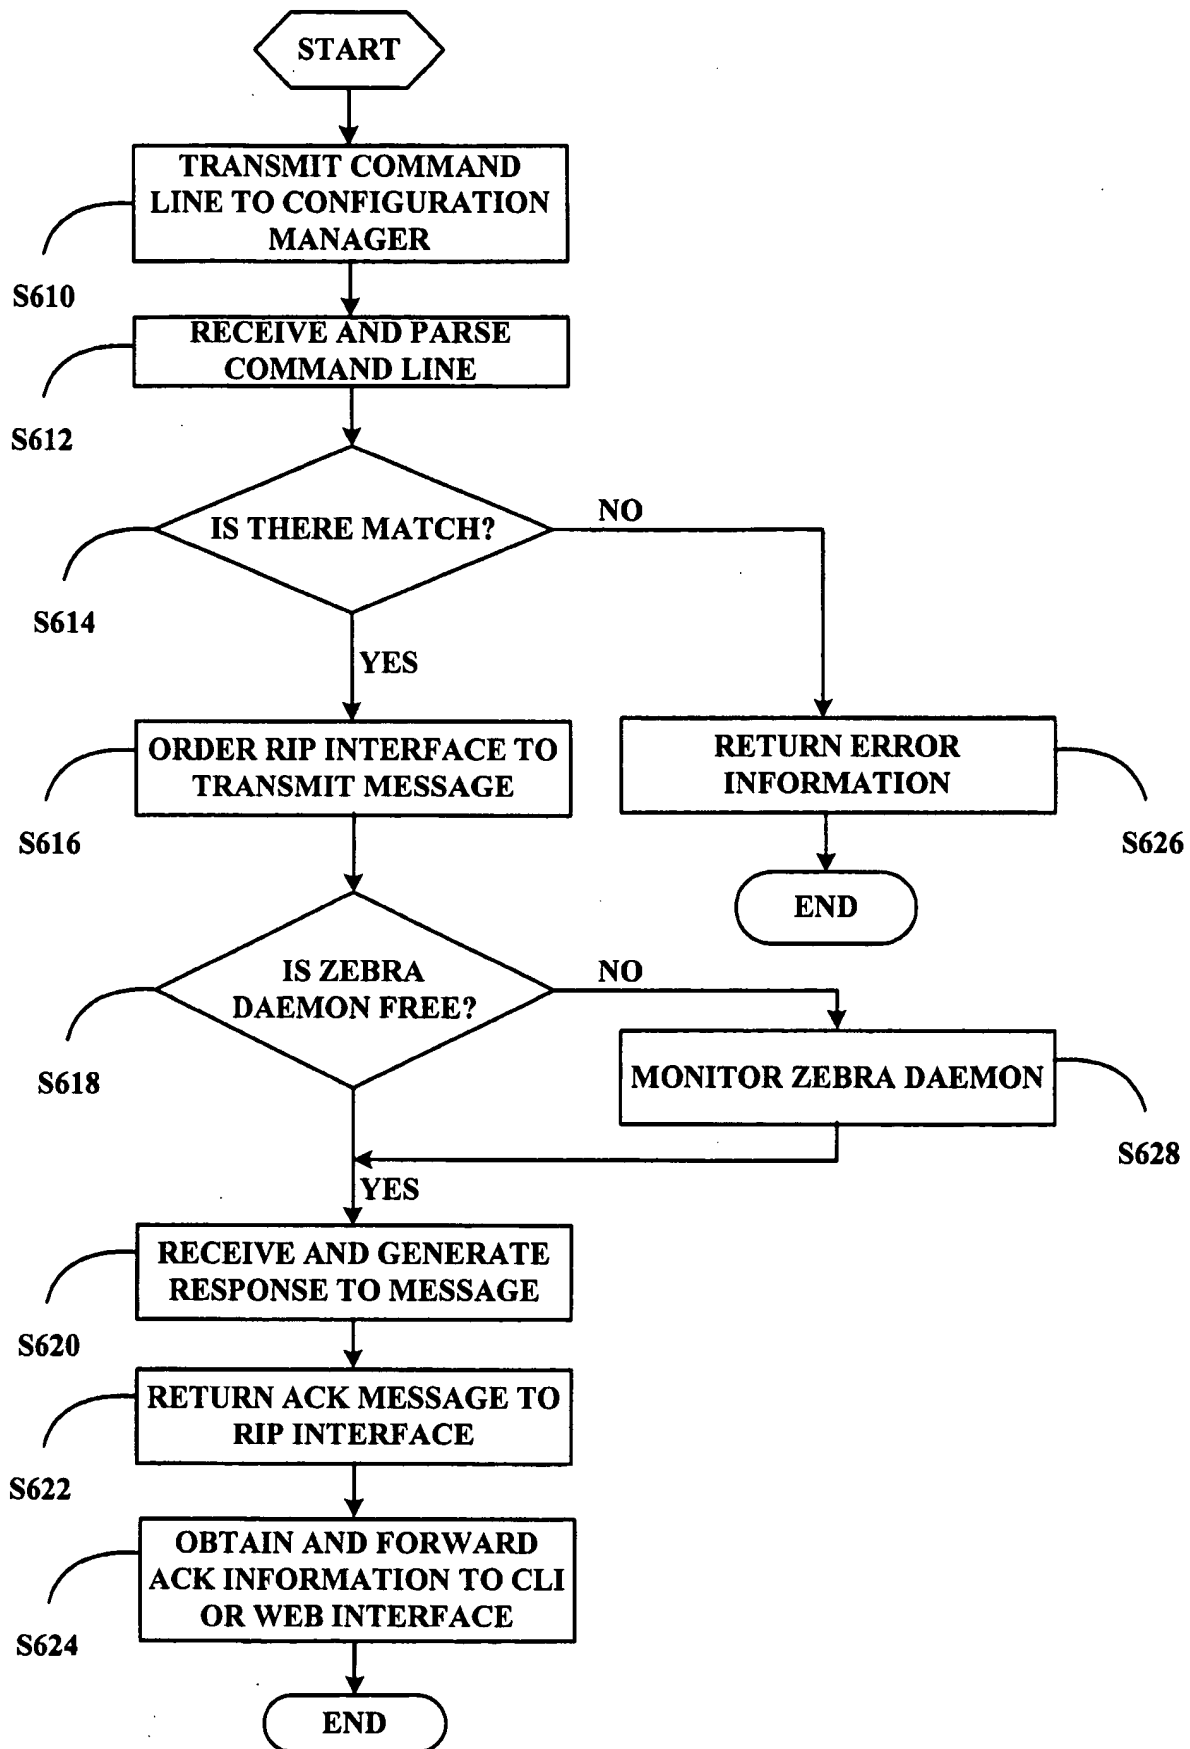 START
TRANSMIT COMMAND
LINE TO CONFIGURATION
MANAGER
S610
RECEIVE AND PARSE
COMMAND LINE
S612
IS THERE MATCH?
NO
S614
YES
ORDER RIP INTERFACE TO
TRANSMIT MESSAGE
S616
RETURN ERROR
INFORMATION
S626
END
IS ZEBRA
DAEMON FREE?
NO
S618
MONITOR ZEBRA DAEMON
S628
YES
RECEIVE AND GENERATE
RESPONSE TO MESSAGE
S620
RETURN ACK MESSAGE TO
RIP INTERFACE
S622
OBTAIN AND FORWARD
ACK INFORMATION TO CLI
OR WEB INTERFACE
S624
END